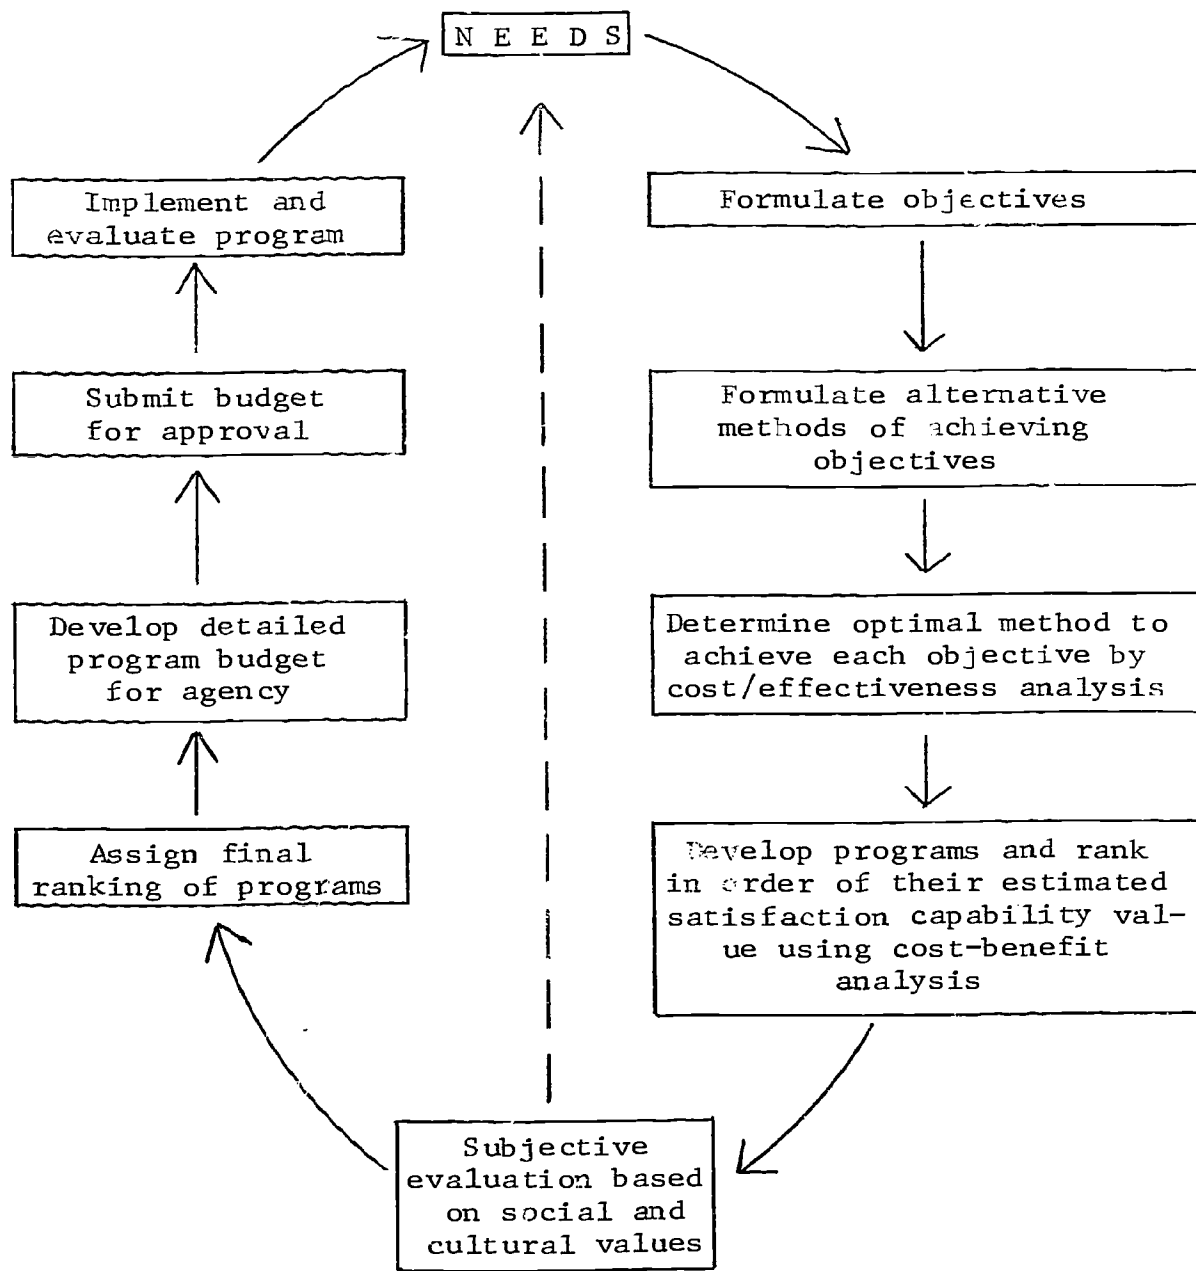 N E E D S
Formulate objectives
Formulate alternative
methods of achieving
objectives
Determine optimal method to
achieve each objective by
cost/effectiveness analysis
Develop programs and rank
in order of their estimated
satisfaction capability val-
ue using cost-benefit
analysis
Subjective
evaluation based
on social and
cultural values
Assign final
ranking of programs
Develop detailed
program budget
for agency
Submit budget
for approval
Implement and
evaluate program